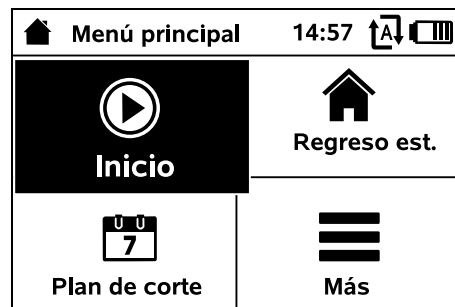 Menú principal 14:57 A
Inicio
Regreso est.
7
Plan de corte
Más